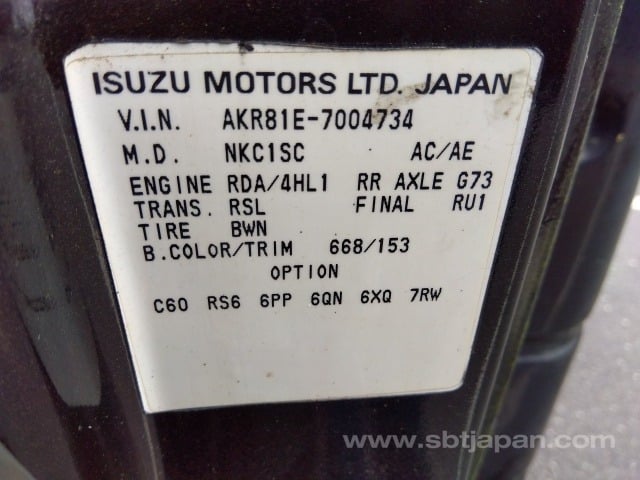 ISUZU MOTORS LTD. JAPAN
V.I.N. AKR81E-7004734
M.D. NKC1SC AC/AE
ENGINE RDA/4HL1 RR AXLE G73
TRANS. RSL FINAL RU1
TIRE BWN
B.COLOR/TRIM 668/153
OPTION
C60 RS6 6PP 6QN 6XQ 7RW
www.sbtjapan.com